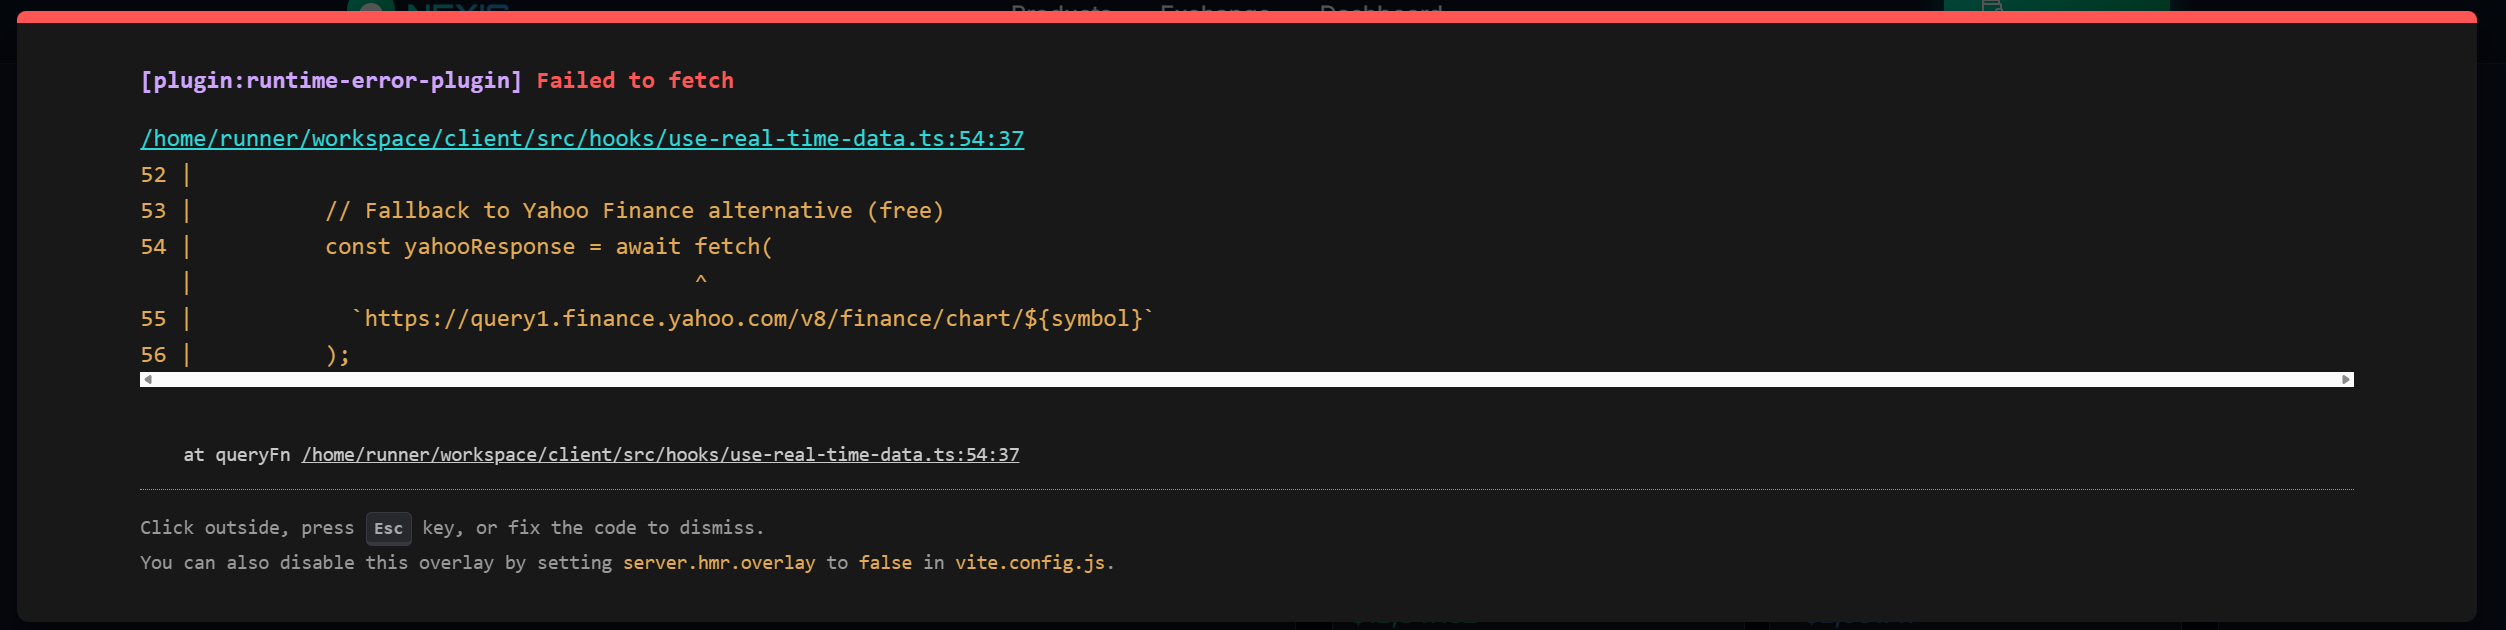 [plugin:runtime-error-plugin] Failed to fetch
/home/runner/workspace/client/src/hooks/use-real-time-data.ts:54:37
52 |
53 |          // Fallback to Yahoo Finance alternative (free)
54 |          const yahooResponse = await fetch(
   |                                      ^
55 |            `https://query1.finance.yahoo.com/v8/finance/chart/${symbol}`
56 |          );
at queryFn /home/runner/workspace/client/src/hooks/use-real-time-data.ts:54:37
Click outside, press Esc key, or fix the code to dismiss.
You can also disable this overlay by setting server.hmr.overlay to false in vite.config.js.